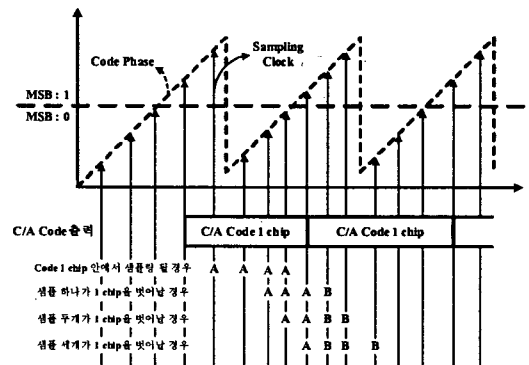 Code Phase
Sampling
Clock
MSB : 1
MSB : 0
C/A Code 출력
C/A Code 1 chip
C/A Code 1 chip
Code 1 chip 안에서 샘플링 될 경우 A A A A
샘플 하나가 1 chip을 벗어날 경우 A A A B
샘플 두개가 1 chip을 벗어날 경우 A A B B
샘플 세개가 1 chip을 벗어날 경우 A B B B